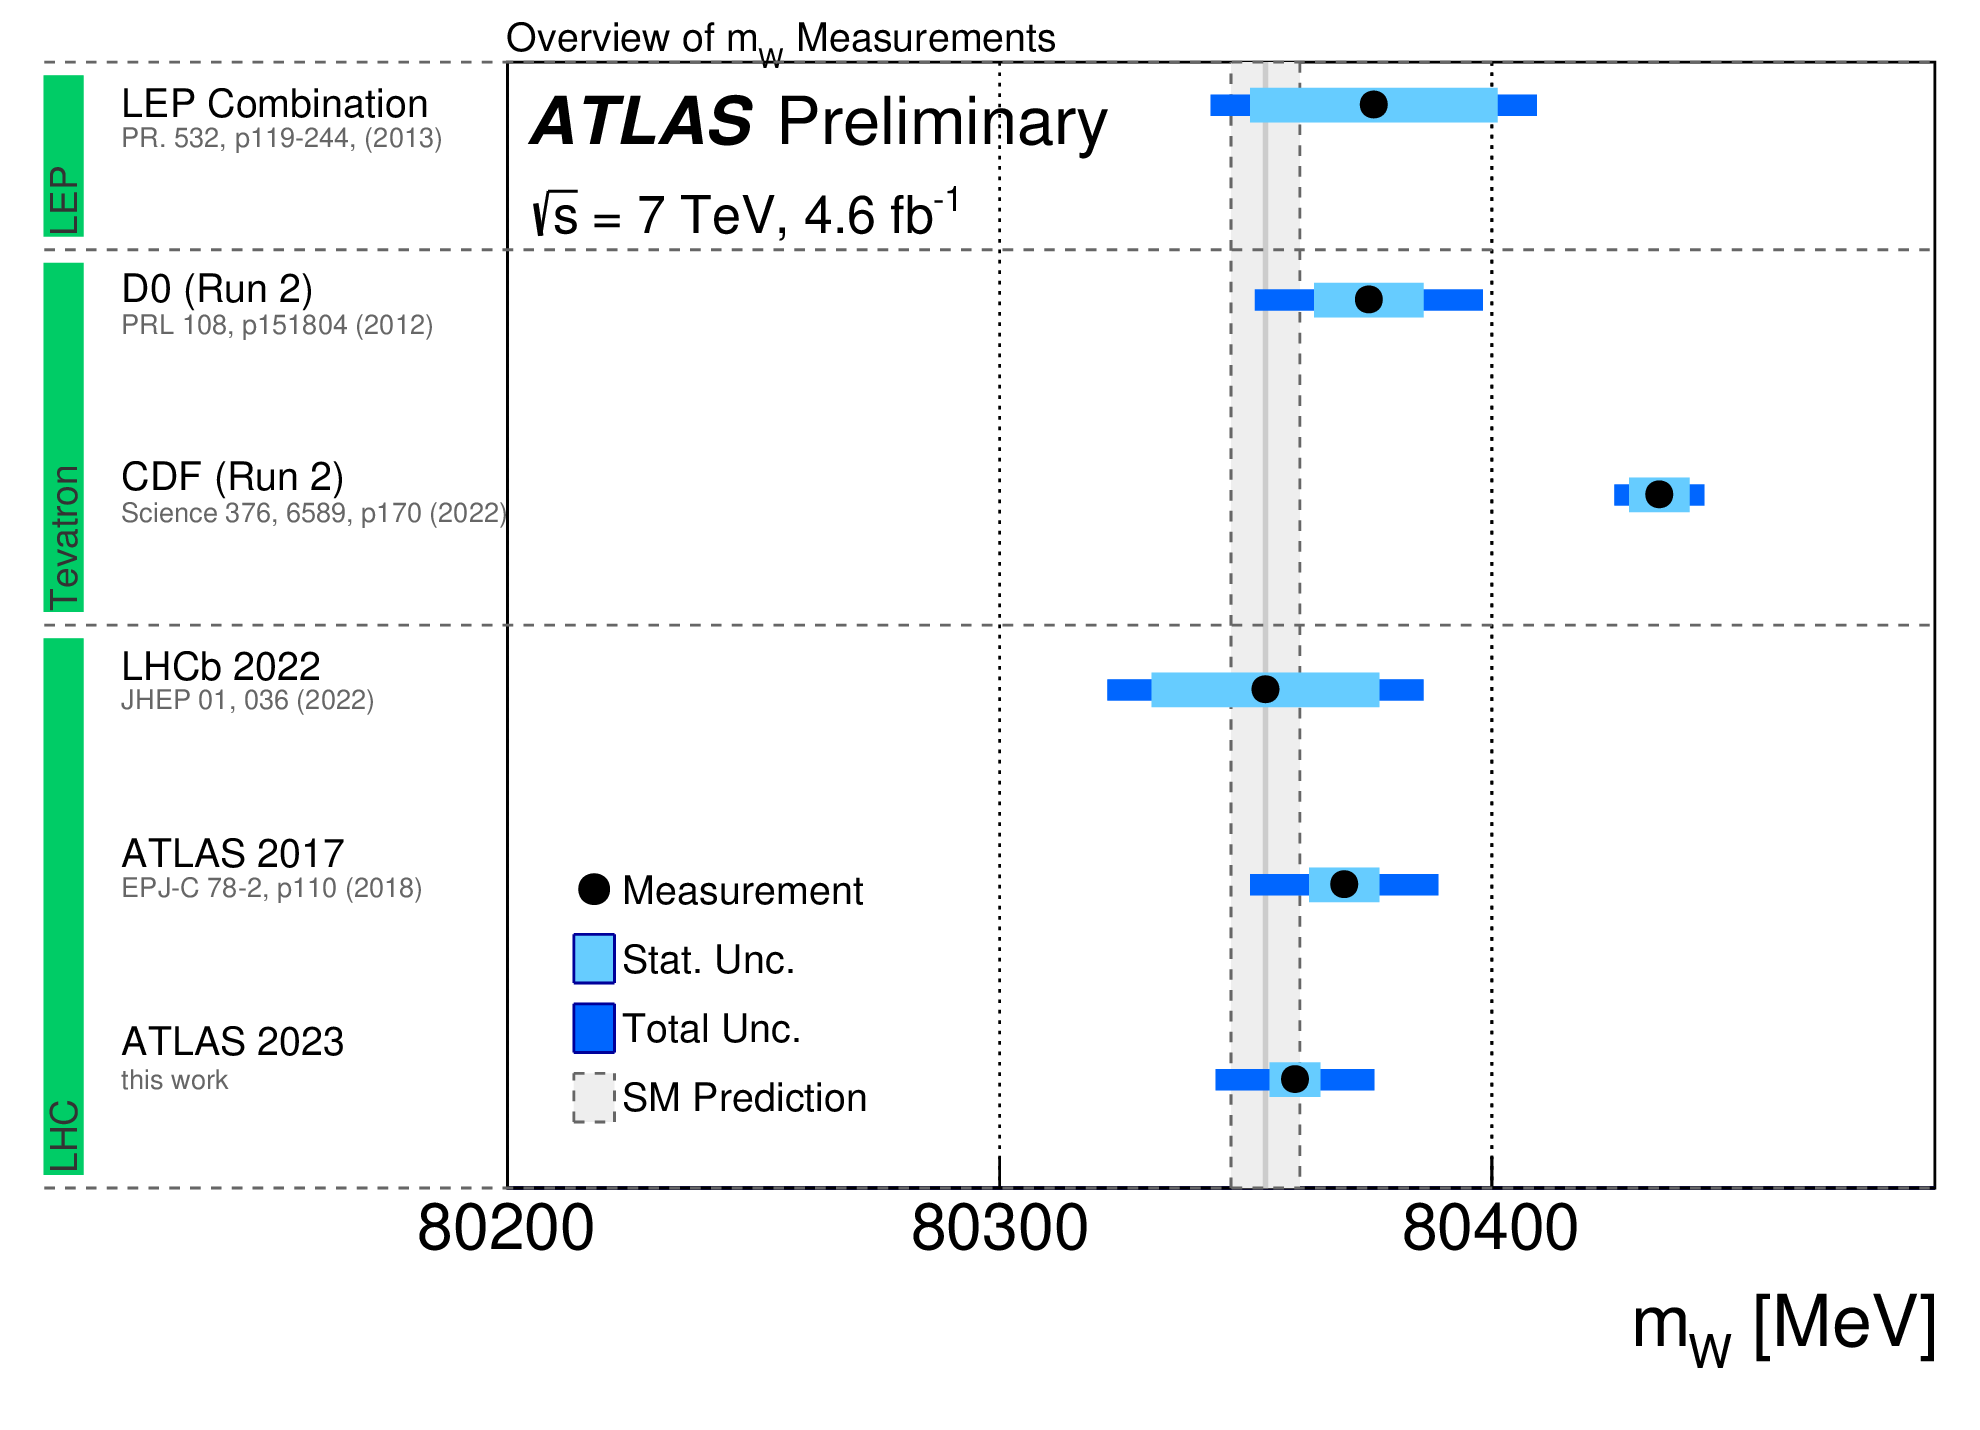 Overview of m_W Measurements
ATLAS Preliminary
√s = 7 TeV, 4.6 fb⁻¹
LEP
LEP Combination
PR. 532, p119-244, (2013)
Tevatron
D0 (Run 2)
PRL 108, p151804 (2012)
CDF (Run 2)
Science 376, 6589, p170 (2022)
LHC
LHCb 2022
JHEP 01, 036 (2022)
ATLAS 2017
EPJ-C 78-2, p110 (2018)
ATLAS 2023
this work
Measurement
Stat. Unc.
Total Unc.
SM Prediction
80200 80300 80400
m_W [MeV]